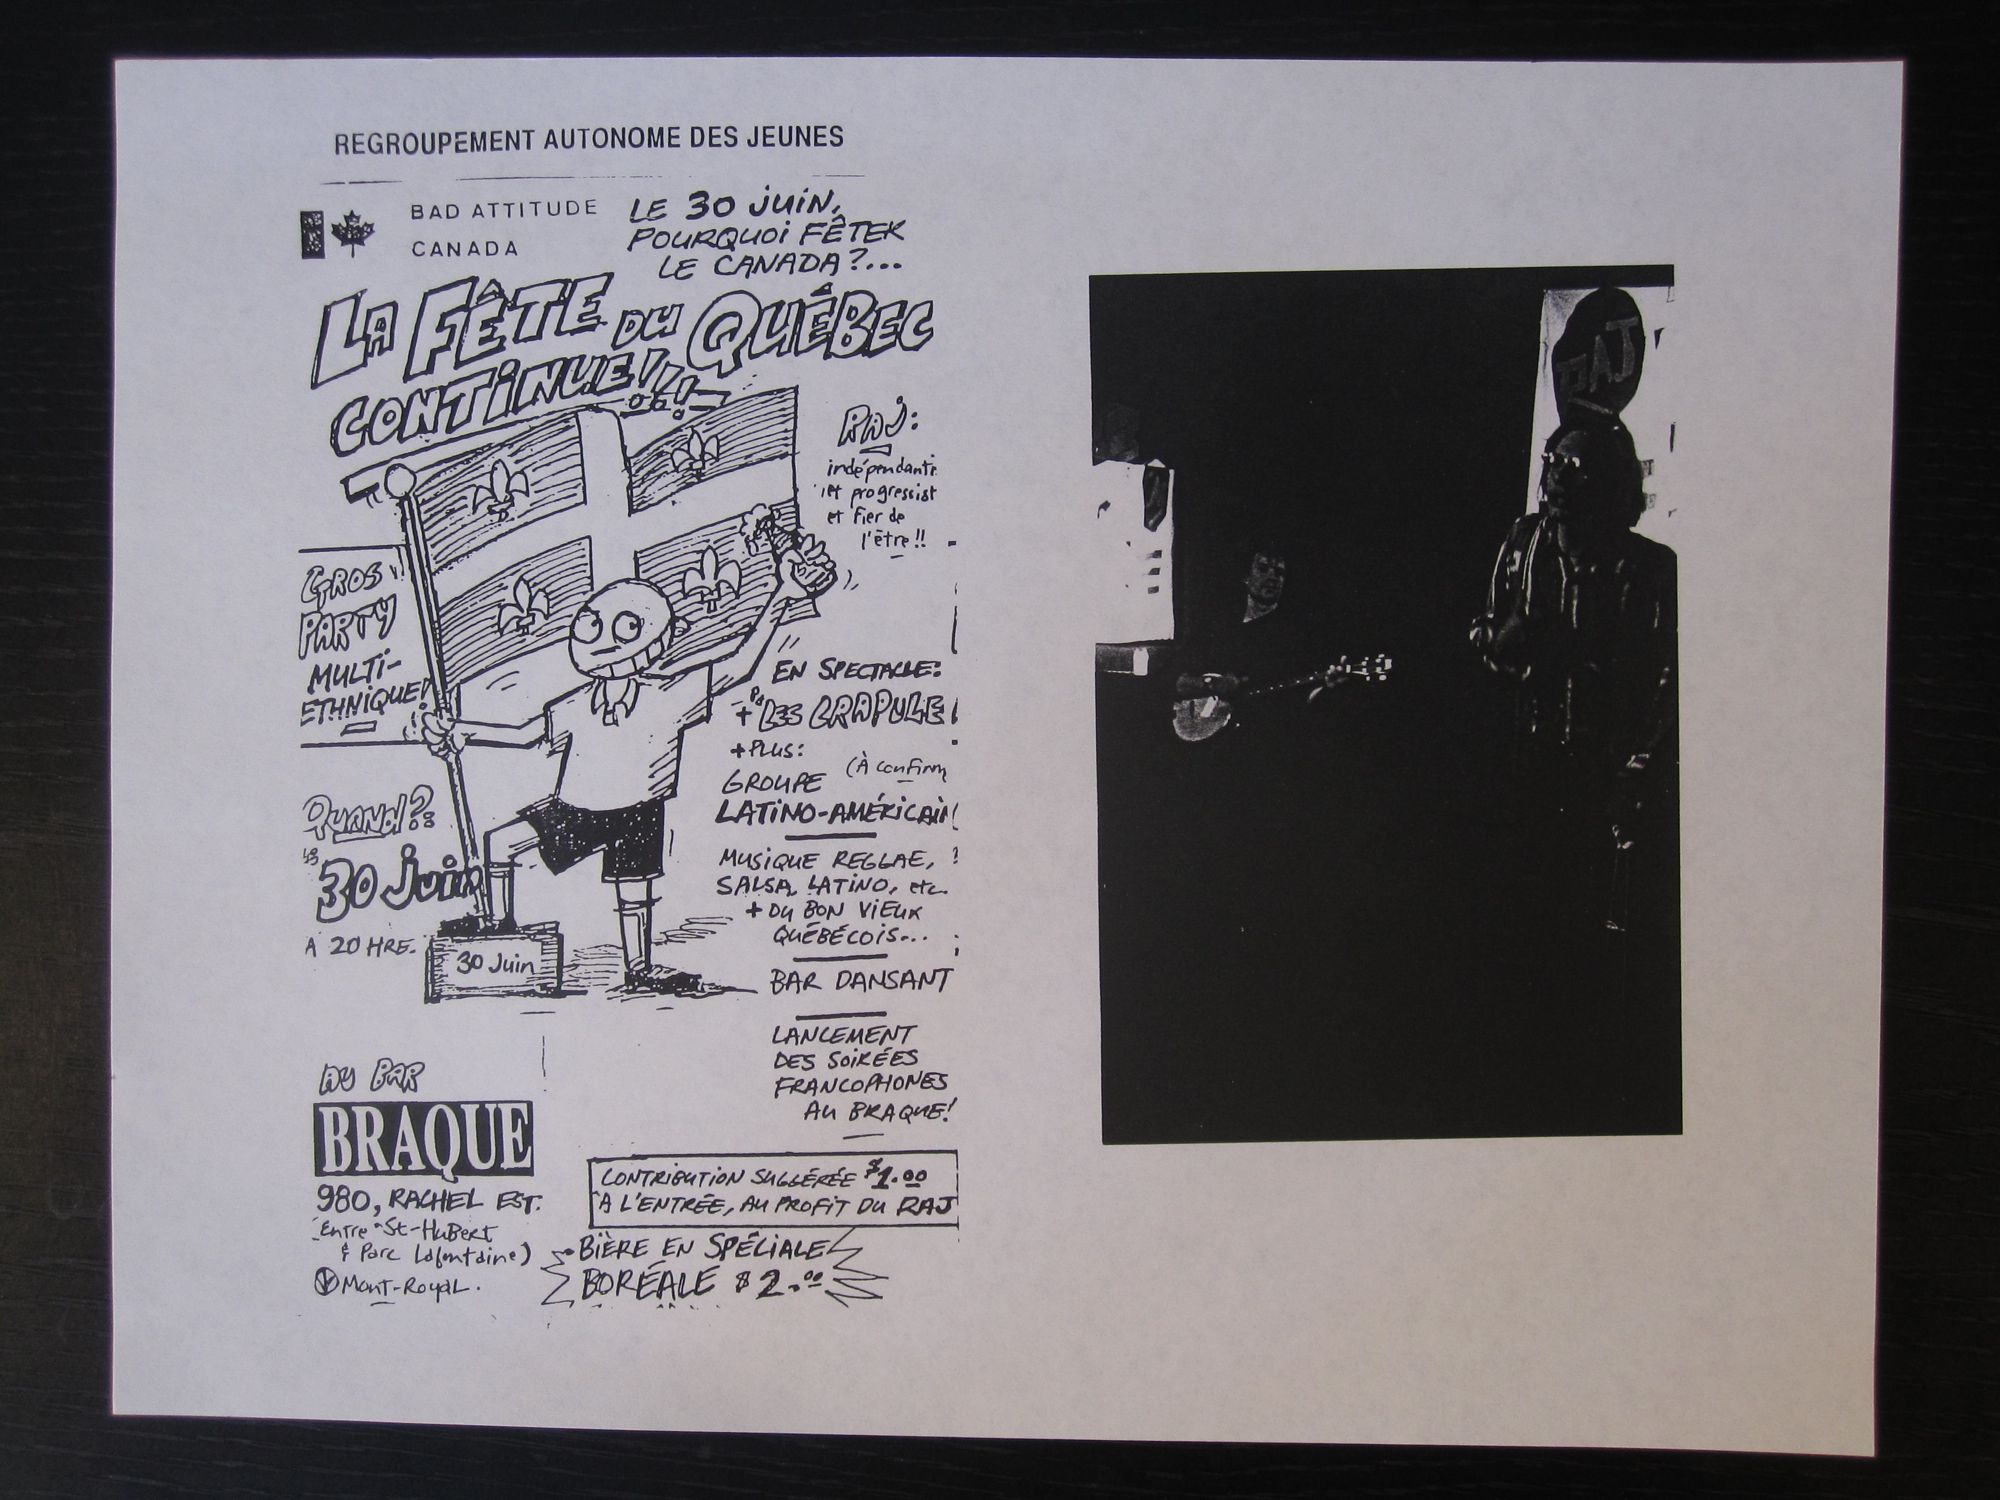 REGROUPEMENT AUTONOME DES JEUNES
BAD ATTITUDE
CANADA
LE 30 JUIN,
POURQUOI FÊTER
LE CANADA?...
LA FÊTE DU QUÉBEC
CONTINUE!!!!
RAJ:
indépendant
et progressist
et fier de
l'être!!
GROS
PARTY
MULTI-
ETHNIQUE!
EN SPECTACLE:
+ LES CRAPULE
+ PLUS:
GROUPE (À confirm
LATINO-AMÉRICAIN
QUAND?:
30 Juin
A 20 HRE.
30 Juin
MUSIQUE REGGAE,
SALSA, LATINO, etc.
+ DU BON VIEUX
QUÉBÉCOIS...
BAR DANSANT
LANCEMENT
DES SOIRÉES
FRANCOPHONES
AU BRAQUE!
AU BAR
BRAQUE
980, RACHEL EST.
(Entre St-Hubert
& Parc Lafontaine)
Mont-Royal.
CONTRIBUTION SUGGÉRÉE $1.00
À L'ENTRÉE, AU PROFIT DU RAJ
BIÈRE EN SPÉCIALE
BORÉALE $2.00
RAJ